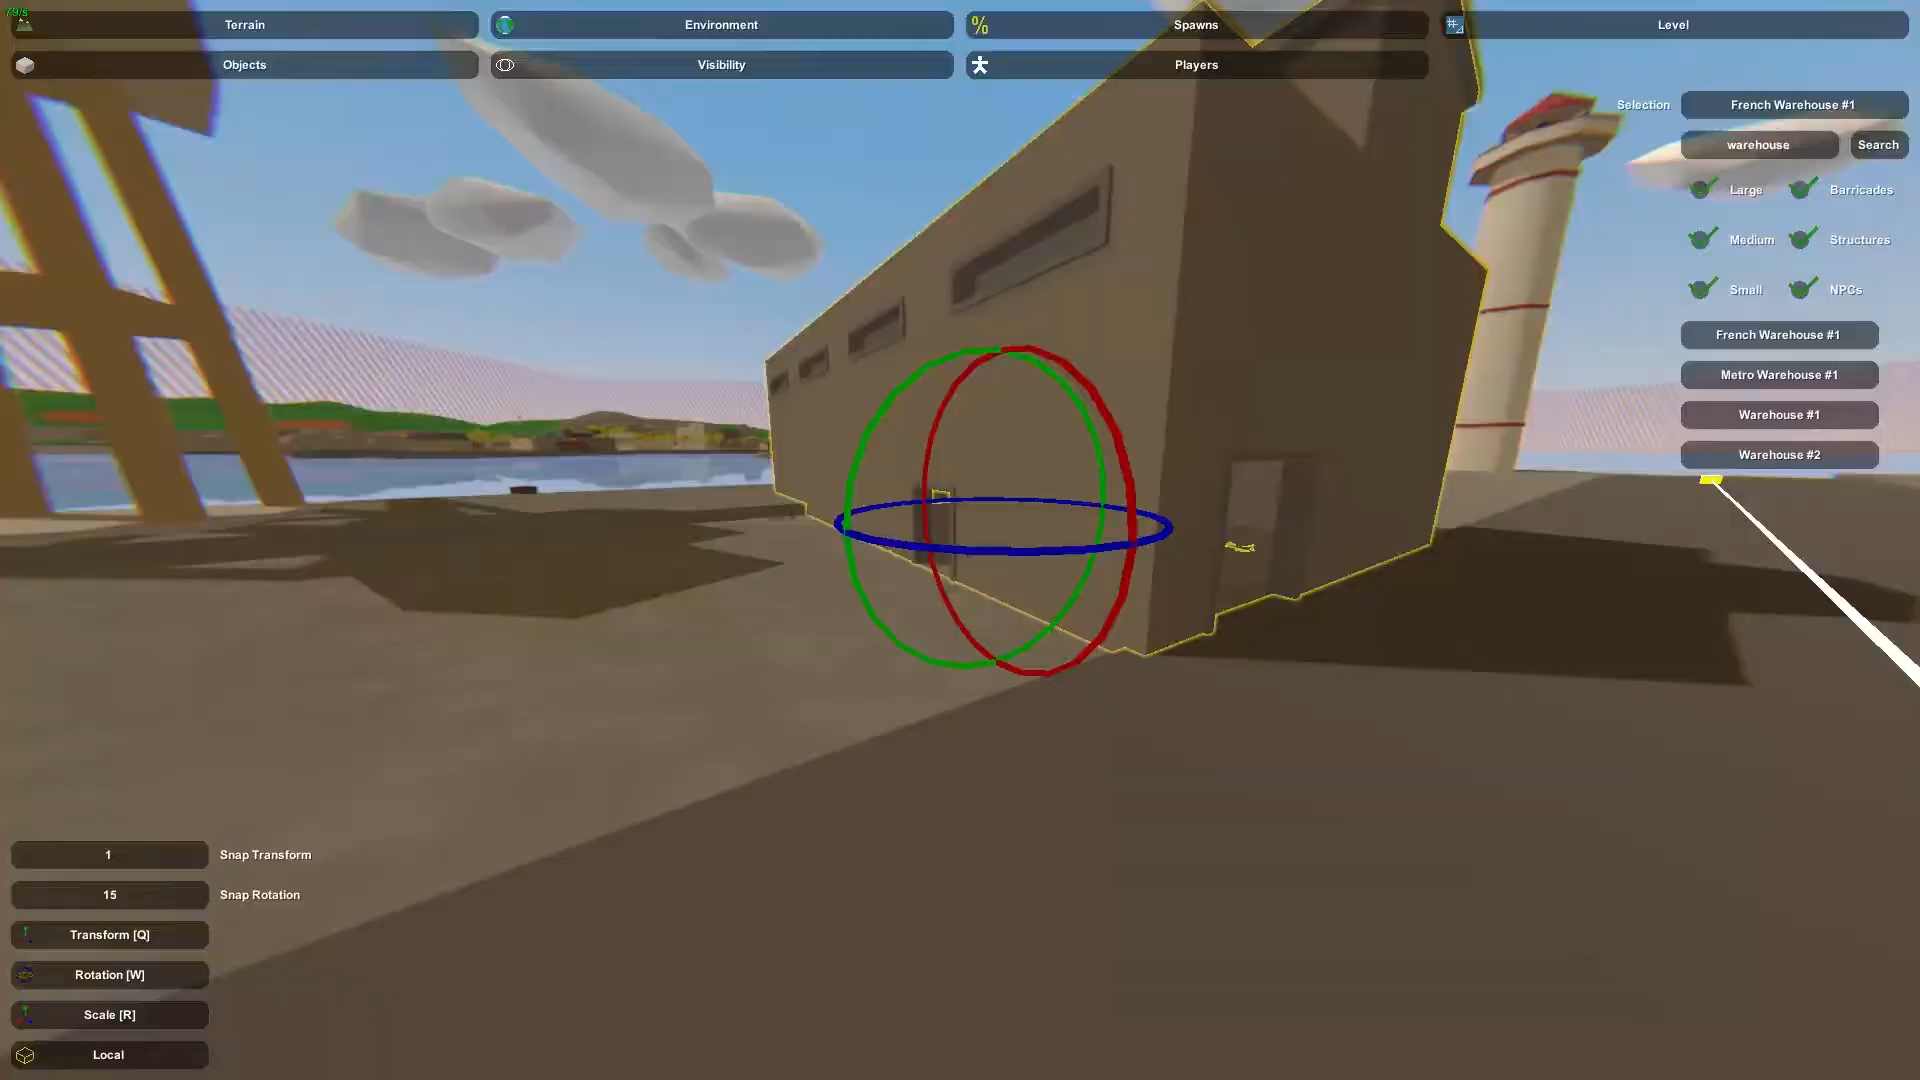 79/s
Terrain
Environment
Spawns
Level
Objects
Visibility
Players
Selection
French Warehouse #1
warehouse
Search
Large
Barricades
Medium
Structures
Small
NPCs
French Warehouse #1
Metro Warehouse #1
Warehouse #1
Warehouse #2
1
Snap Transform
15
Snap Rotation
Transform [Q]
Rotation [W]
Scale [R]
Local